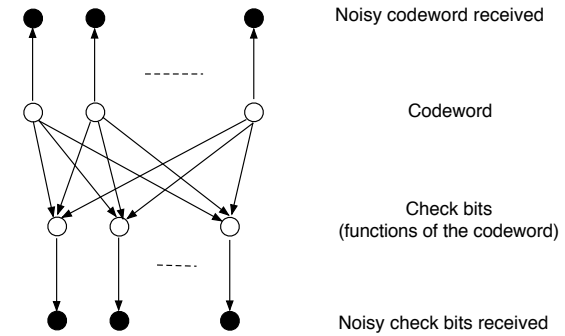 Noisy codeword received
Codeword
Check bits
(functions of the codeword)
Noisy check bits received